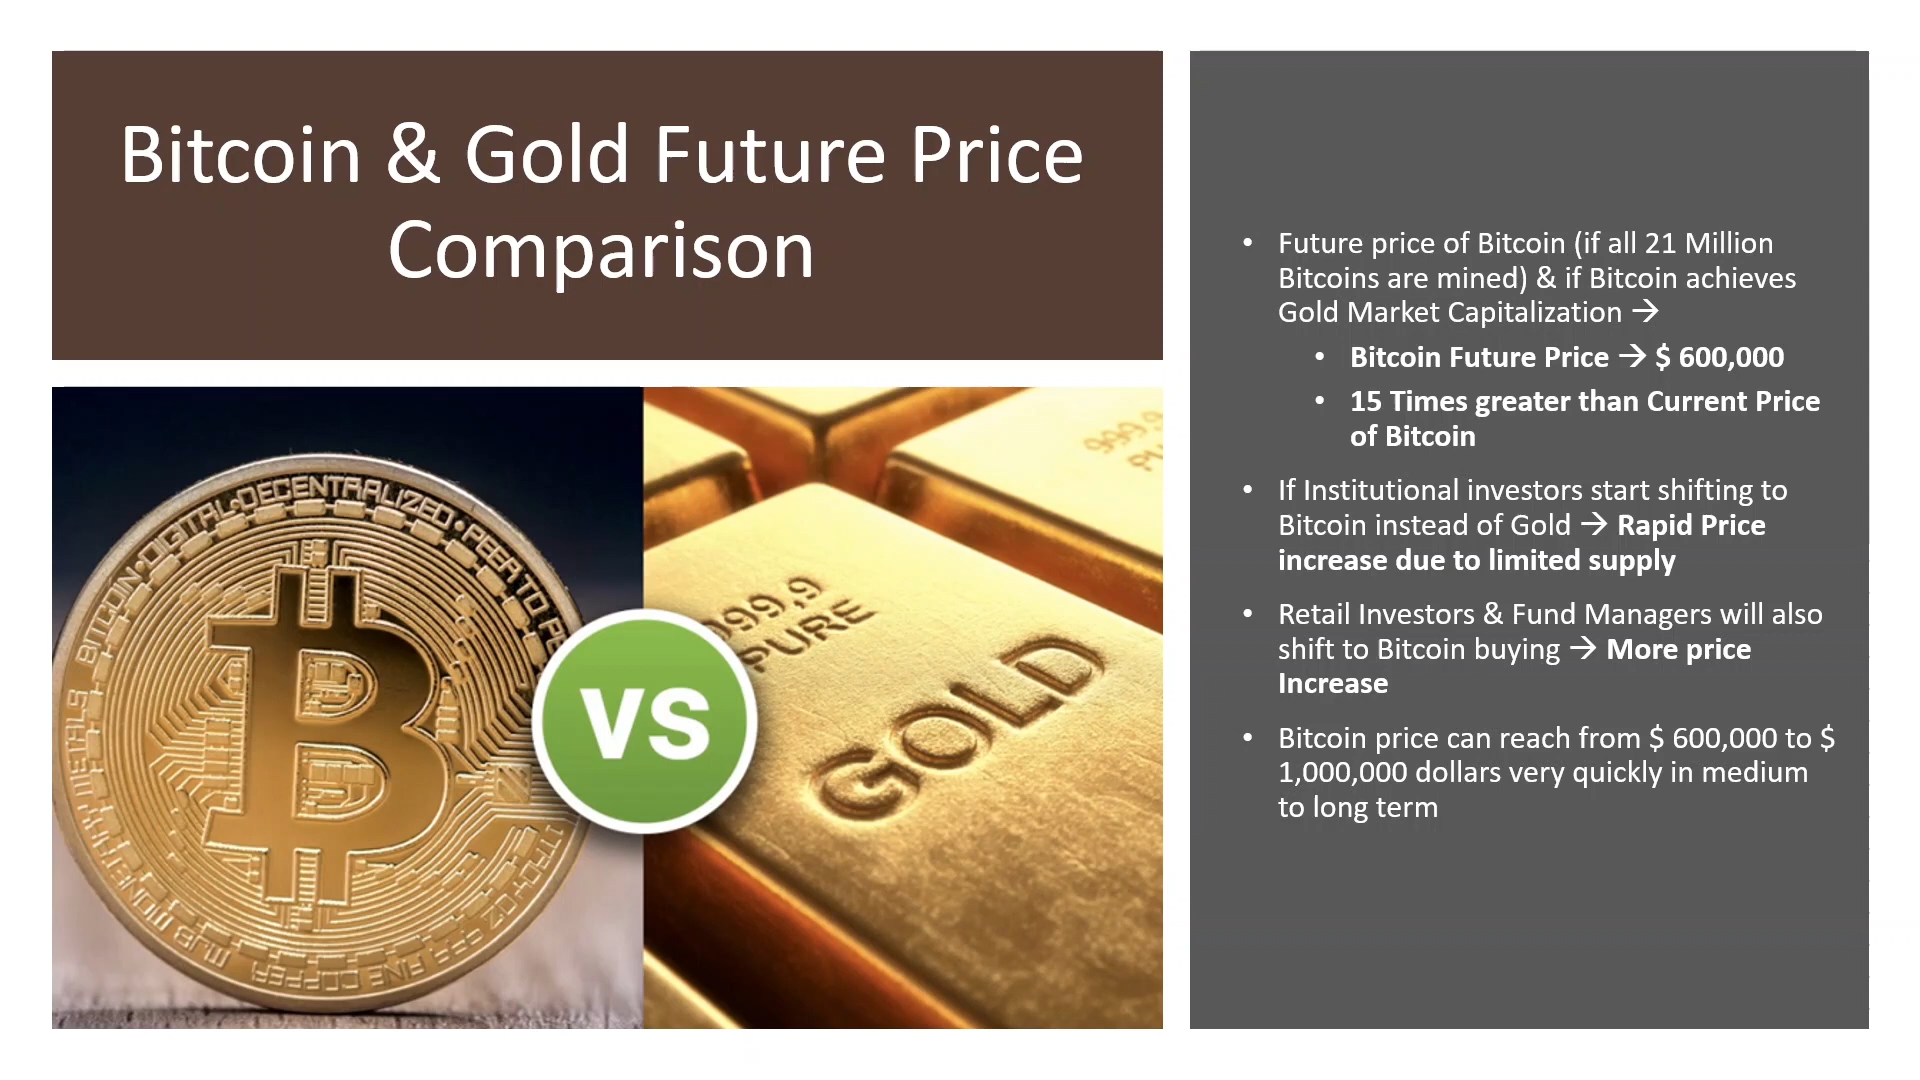 Bitcoin & Gold Future Price
Comparison
BITCOIN•DIGITAL•DECENTRALIZED•PEER TO PE
VS
999,9
PURE
GOLD
999,9
• Future price of Bitcoin (if all 21 Million
Bitcoins are mined) & if Bitcoin achieves
Gold Market Capitalization →
• Bitcoin Future Price → $ 600,000
• 15 Times greater than Current Price
of Bitcoin
• If Institutional investors start shifting to
Bitcoin instead of Gold → Rapid Price
increase due to limited supply
• Retail Investors & Fund Managers will also
shift to Bitcoin buying → More price
Increase
• Bitcoin price can reach from $ 600,000 to $
1,000,000 dollars very quickly in medium
to long term